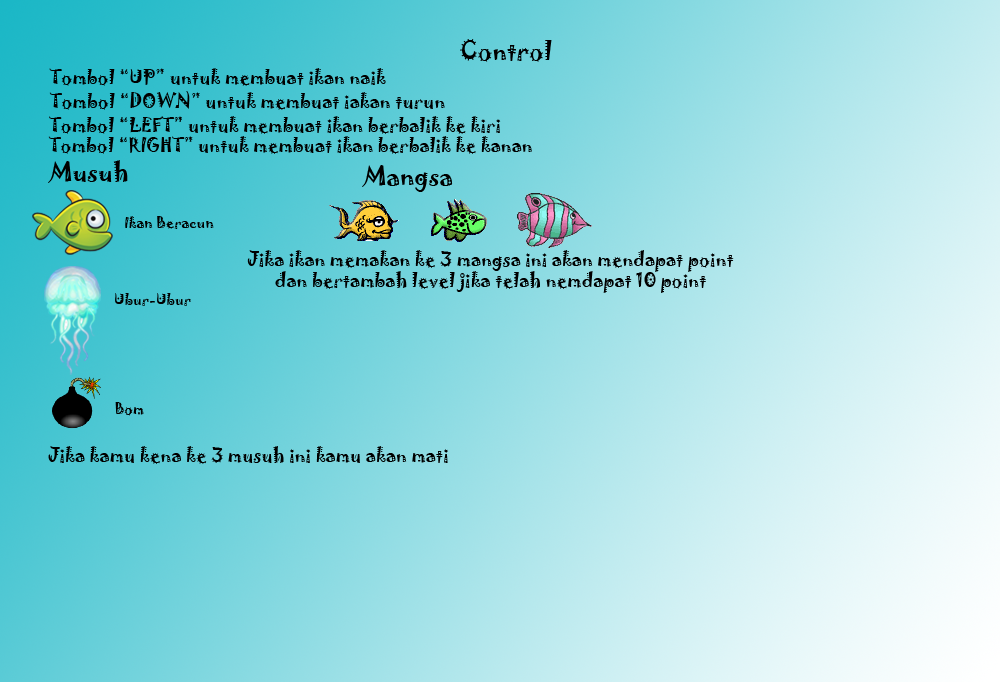 Control
Tombol “UP” untuk membuat ikan naik
Tombol “DOWN” untuk membuat iakan turun
Tombol “LEFT” untuk membuat ikan berbalik ke kiri
Tombol “RIGHT” untuk membuat ikan berbalik ke kanan
Musuh
Mangsa
Ikan Beracun
Jika ikan memakan ke 3 mangsa ini akan mendapat point
dan bertambah level jika telah nemdapat 10 point
Ubur-Ubur
Bom
Jika kamu kena ke 3 musuh ini kamu akan mati